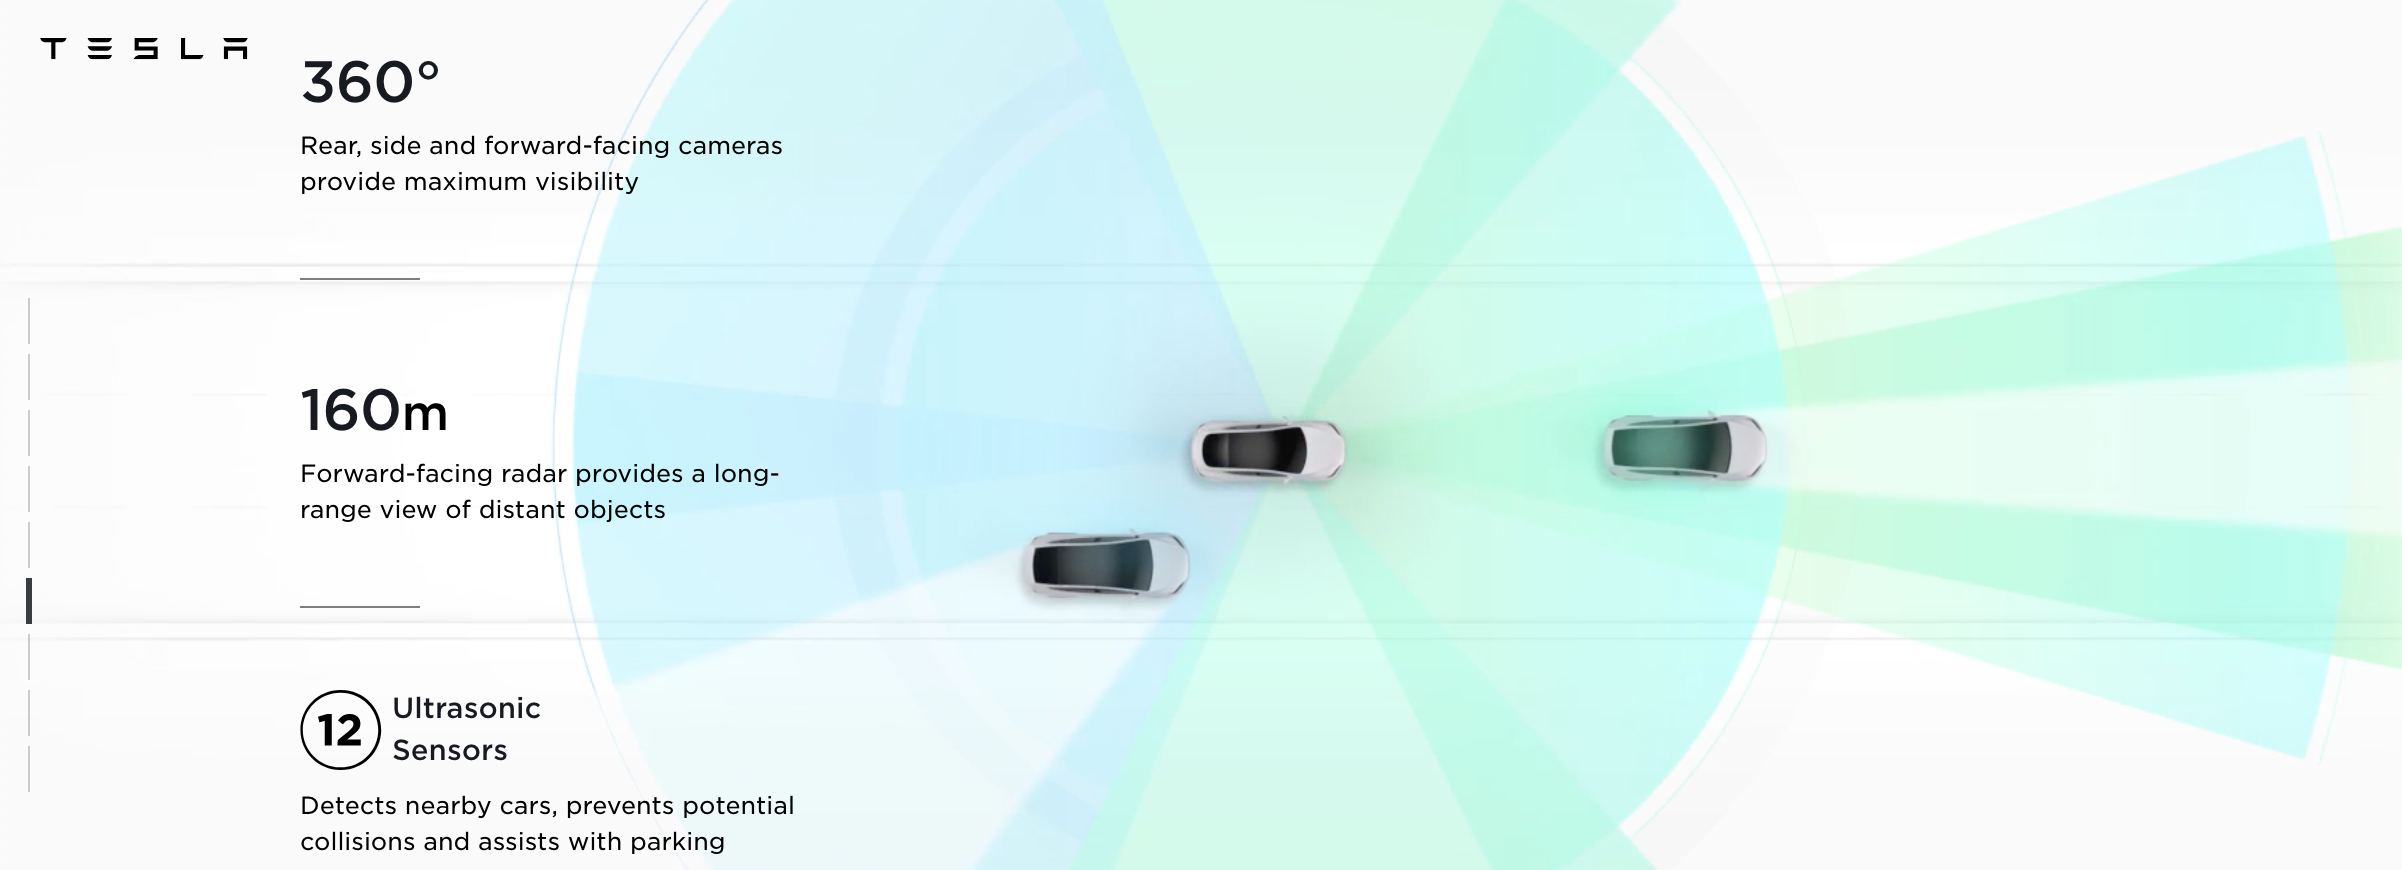 TESLA
360°
Rear, side and forward-facing cameras
provide maximum visibility
160m
Forward-facing radar provides a long-
range view of distant objects
12 Ultrasonic
Sensors
Detects nearby cars, prevents potential
collisions and assists with parking